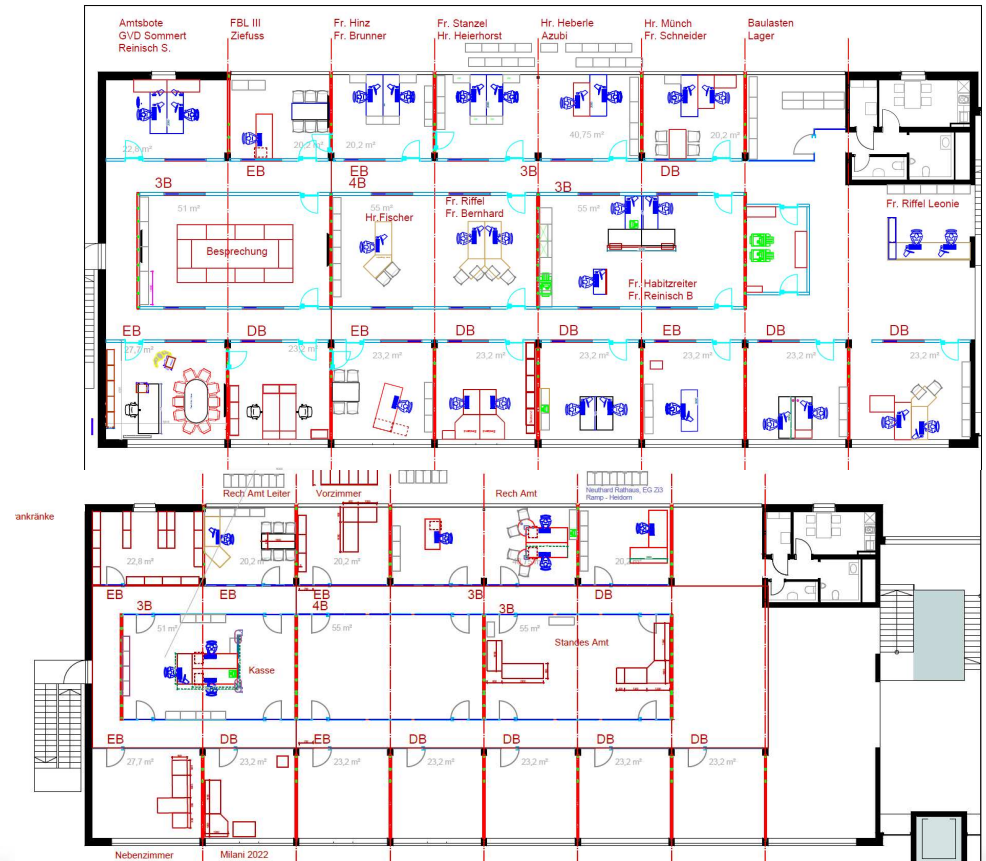 Amtsbote
GVD Sommert
Reinisch S.
FBL III
Ziefuss
Fr. Hinz
Fr. Brunner
Fr. Stanzel
Hr. Heierhorst
Hr. Heberle
Azubi
Hr. Münch
Fr. Schneider
Baulasten
Lager
22,8 m²
20,2 m²
20,2 m²
40,75 m²
20,2 m²
EB
EB
3B
DB
3B
4B
3B
51 m²
55 m²
55 m²
Besprechung
Hr.Fischer
Fr. Riffel
Fr. Bernhard
Fr. Habitzreiter
Fr. Reinisch B
Fr. Riffel Leonie
EB
DB
EB
DB
DB
EB
DB
DB
27,7 m²
23,2 m²
23,2 m²
23,2 m²
23,2 m²
23,2 m²
23,2 m²
23,2 m²
Rech Amt Leiter
Vorzimmer
Rech Amt
Neuthard Rathaus, EG Zi3
Ramp - Heidorn
ankränke
22,8 m²
20,2 m²
20,2 m²
20,2 m²
EB
EB
EB
3B
DB
3B
4B
3B
51 m²
55 m²
55 m²
Kasse
Standes Amt
EB
DB
EB
DB
DB
DB
DB
27,7 m²
23,2 m²
23,2 m²
23,2 m²
23,2 m²
23,2 m²
23,2 m²
Nebenzimmer
Milani 2022